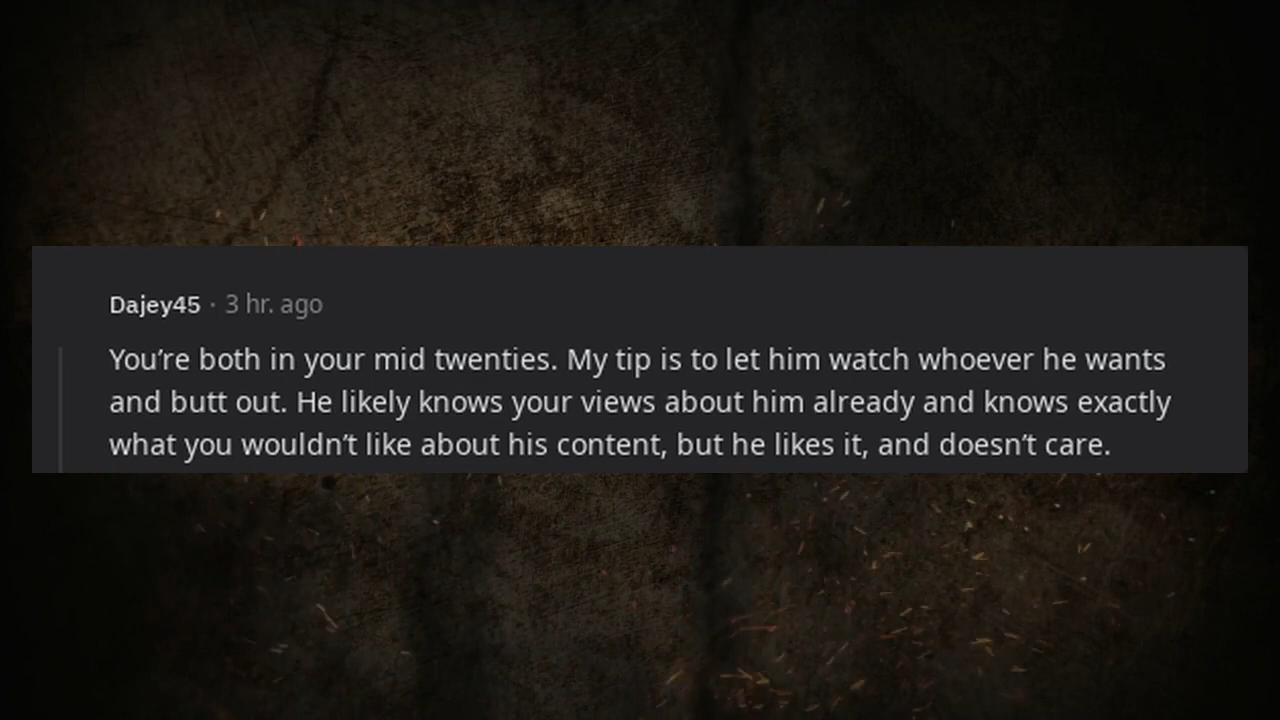 Dajey45 · 3 hr. ago
You’re both in your mid twenties. My tip is to let him watch whoever he wants
and butt out. He likely knows your views about him already and knows exactly
what you wouldn’t like about his content, but he likes it, and doesn’t care.